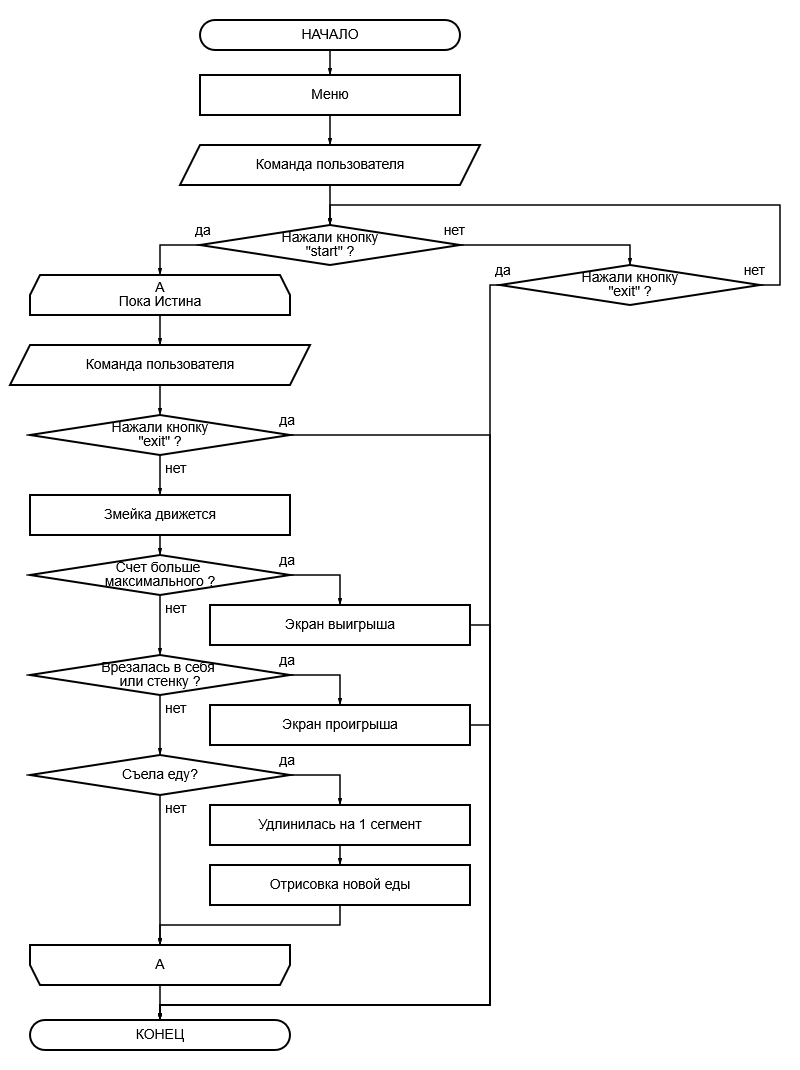 НАЧАЛО
Меню
Команда пользователя
да
Нажали кнопку
"start" ?
нет
да
Нажали кнопку
"exit" ?
нет
А
Пока Истина
Команда пользователя
Нажали кнопку
"exit" ?
да
нет
Змейка движется
Счет больше
максимального ?
да
нет
Экран выигрыша
Врезалась в себя
или стенку ?
да
нет
Экран проигрыша
Съела еду?
да
нет
Удлинилась на 1 сегмент
Отрисовка новой еды
А
КОНЕЦ